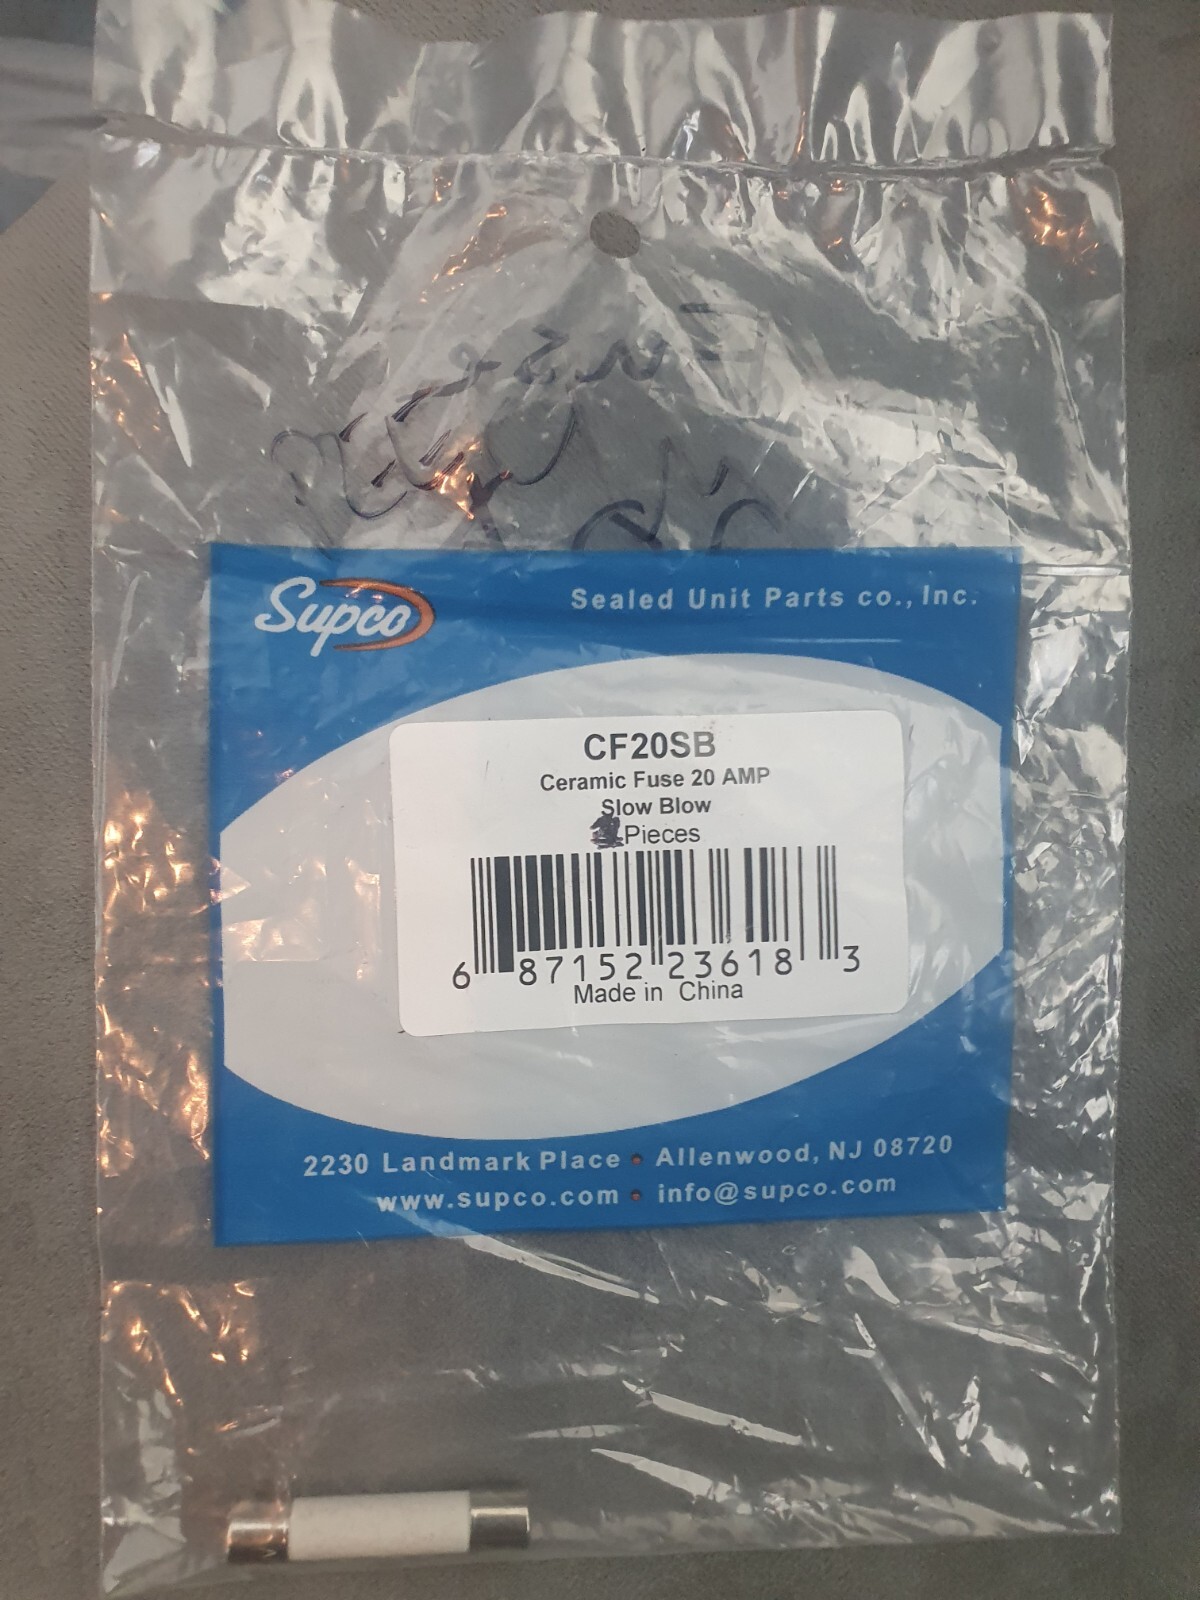 Supco
Sealed Unit Parts co., Inc.
CF20SB
Ceramic Fuse 20 AMP
Slow Blow
Pieces
6 87152 23618 3
Made in China
2230 Landmark Place • Allenwood, NJ 08720
www.supco.com • info@supco.com